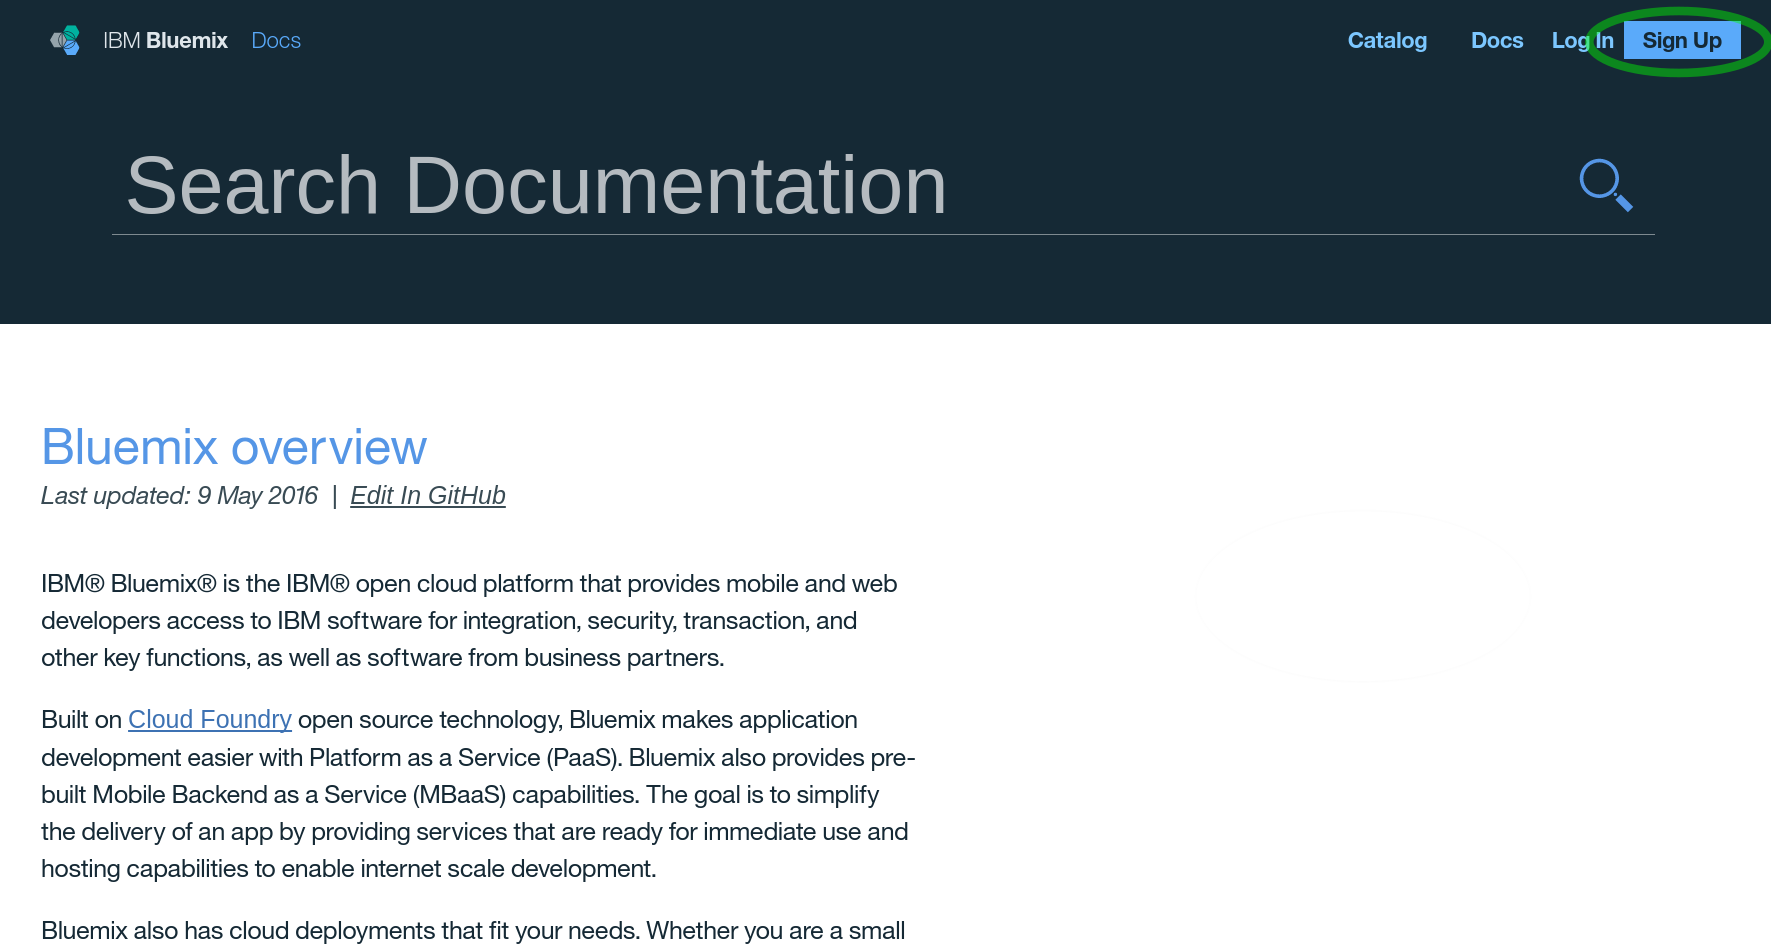 IBM Bluemix Docs Catalog Docs Log In Sign Up
Search Documentation
Bluemix overview
Last updated: 9 May 2016 | Edit In GitHub
IBM® Bluemix® is the IBM® open cloud platform that provides mobile and web
developers access to IBM software for integration, security, transaction, and
other key functions, as well as software from business partners.
Built on Cloud Foundry open source technology, Bluemix makes application
development easier with Platform as a Service (PaaS). Bluemix also provides pre-
built Mobile Backend as a Service (MBaaS) capabilities. The goal is to simplify
the delivery of an app by providing services that are ready for immediate use and
hosting capabilities to enable internet scale development.
Bluemix also has cloud deployments that fit your needs. Whether you are a small